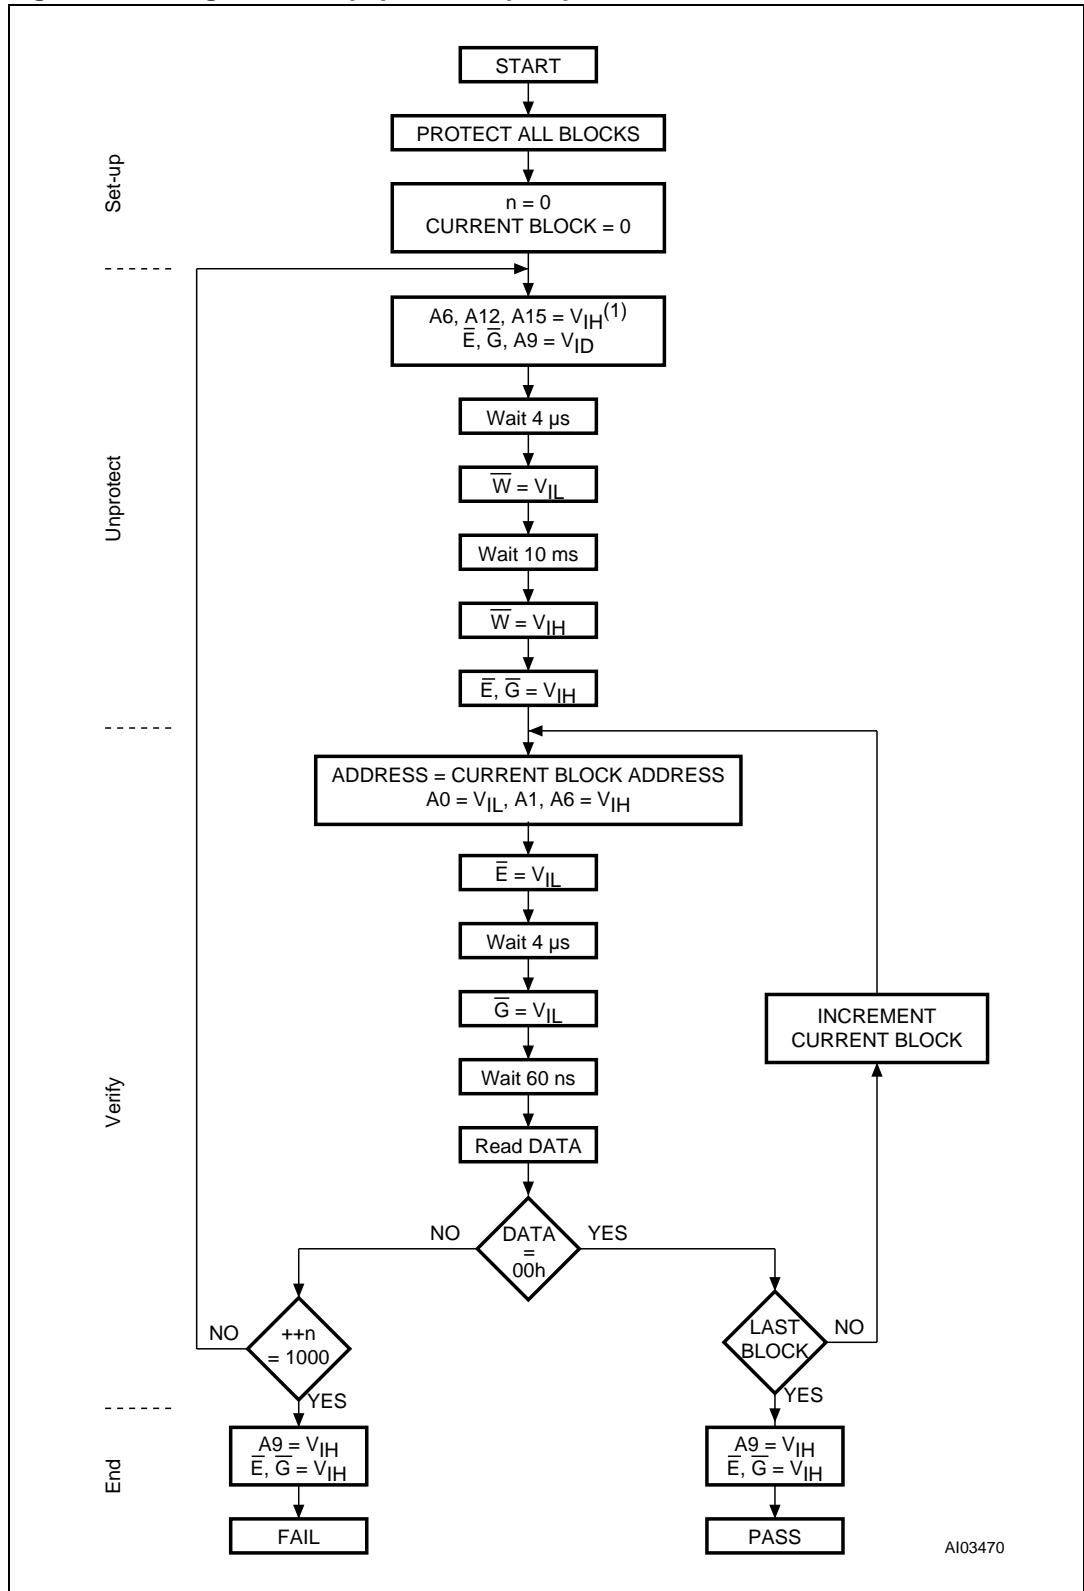 START
PROTECT ALL BLOCKS
Set-up
n = 0
CURRENT BLOCK = 0
A6, A12, A15 = VIH(1)
E̅, G̅, A9 = VID
Wait 4 µs
Unprotect
W̅ = VIL
Wait 10 ms
W̅ = VIH
E̅, G̅ = VIH
ADDRESS = CURRENT BLOCK ADDRESS
A0 = VIL, A1, A6 = VIH
E̅ = VIL
Wait 4 µs
G̅ = VIL
INCREMENT
CURRENT BLOCK
Wait 60 ns
Verify
Read DATA
NO
DATA
=
00h
YES
NO
++n
= 1000
LAST
BLOCK
NO
YES
YES
End
A9 = VIH
E̅, G̅ = VIH
A9 = VIH
E̅, G̅ = VIH
FAIL
PASS
AI03470